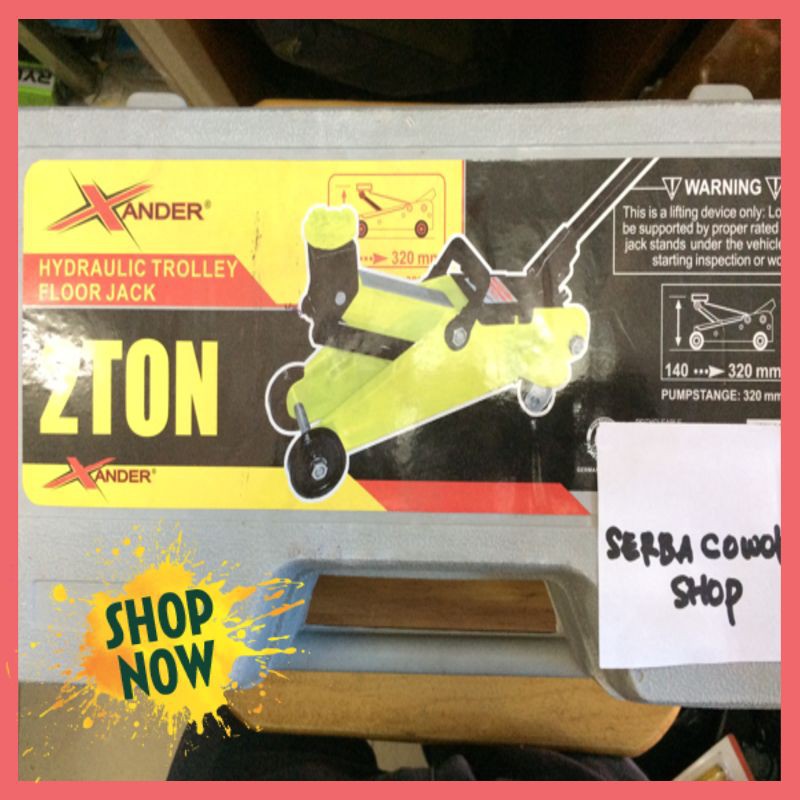 XANDER®
HYDRAULIC TROLLEY
FLOOR JACK
2TON
XANDER®
320 mm
WARNING
This is a lifting device only: Lo
be supported by proper rated
jack stands under the vehicle
starting inspection or wo
140 320 mm
PUMPSTANGE: 320 mm
SERBA COWOK
SHOP
SHOP
NOW